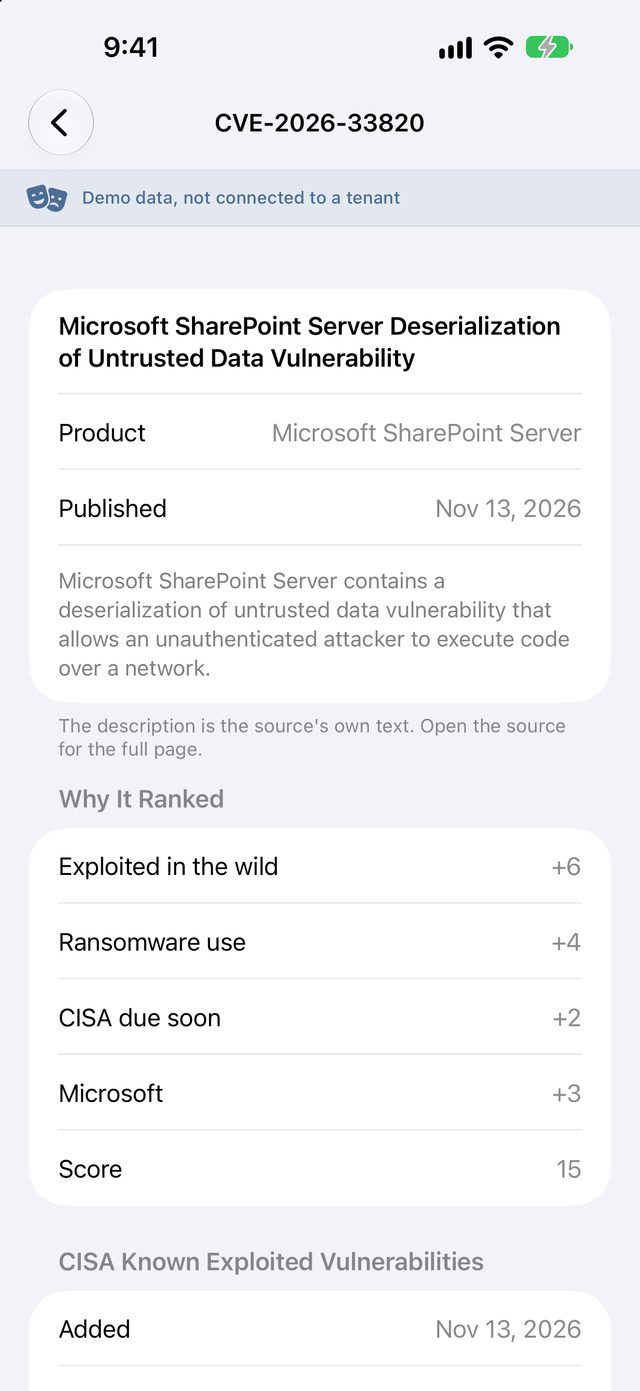 9:41
CVE-2026-33820
Demo data, not connected to a tenant
Microsoft SharePoint Server Deserialization
of Untrusted Data Vulnerability
Product Microsoft SharePoint Server
Published Nov 13, 2026
Microsoft SharePoint Server contains a
deserialization of untrusted data vulnerability that
allows an unauthenticated attacker to execute code
over a network.
The description is the source's own text. Open the source
for the full page.
Why It Ranked
Exploited in the wild +6
Ransomware use +4
CISA due soon +2
Microsoft +3
Score 15
CISA Known Exploited Vulnerabilities
Added Nov 13, 2026